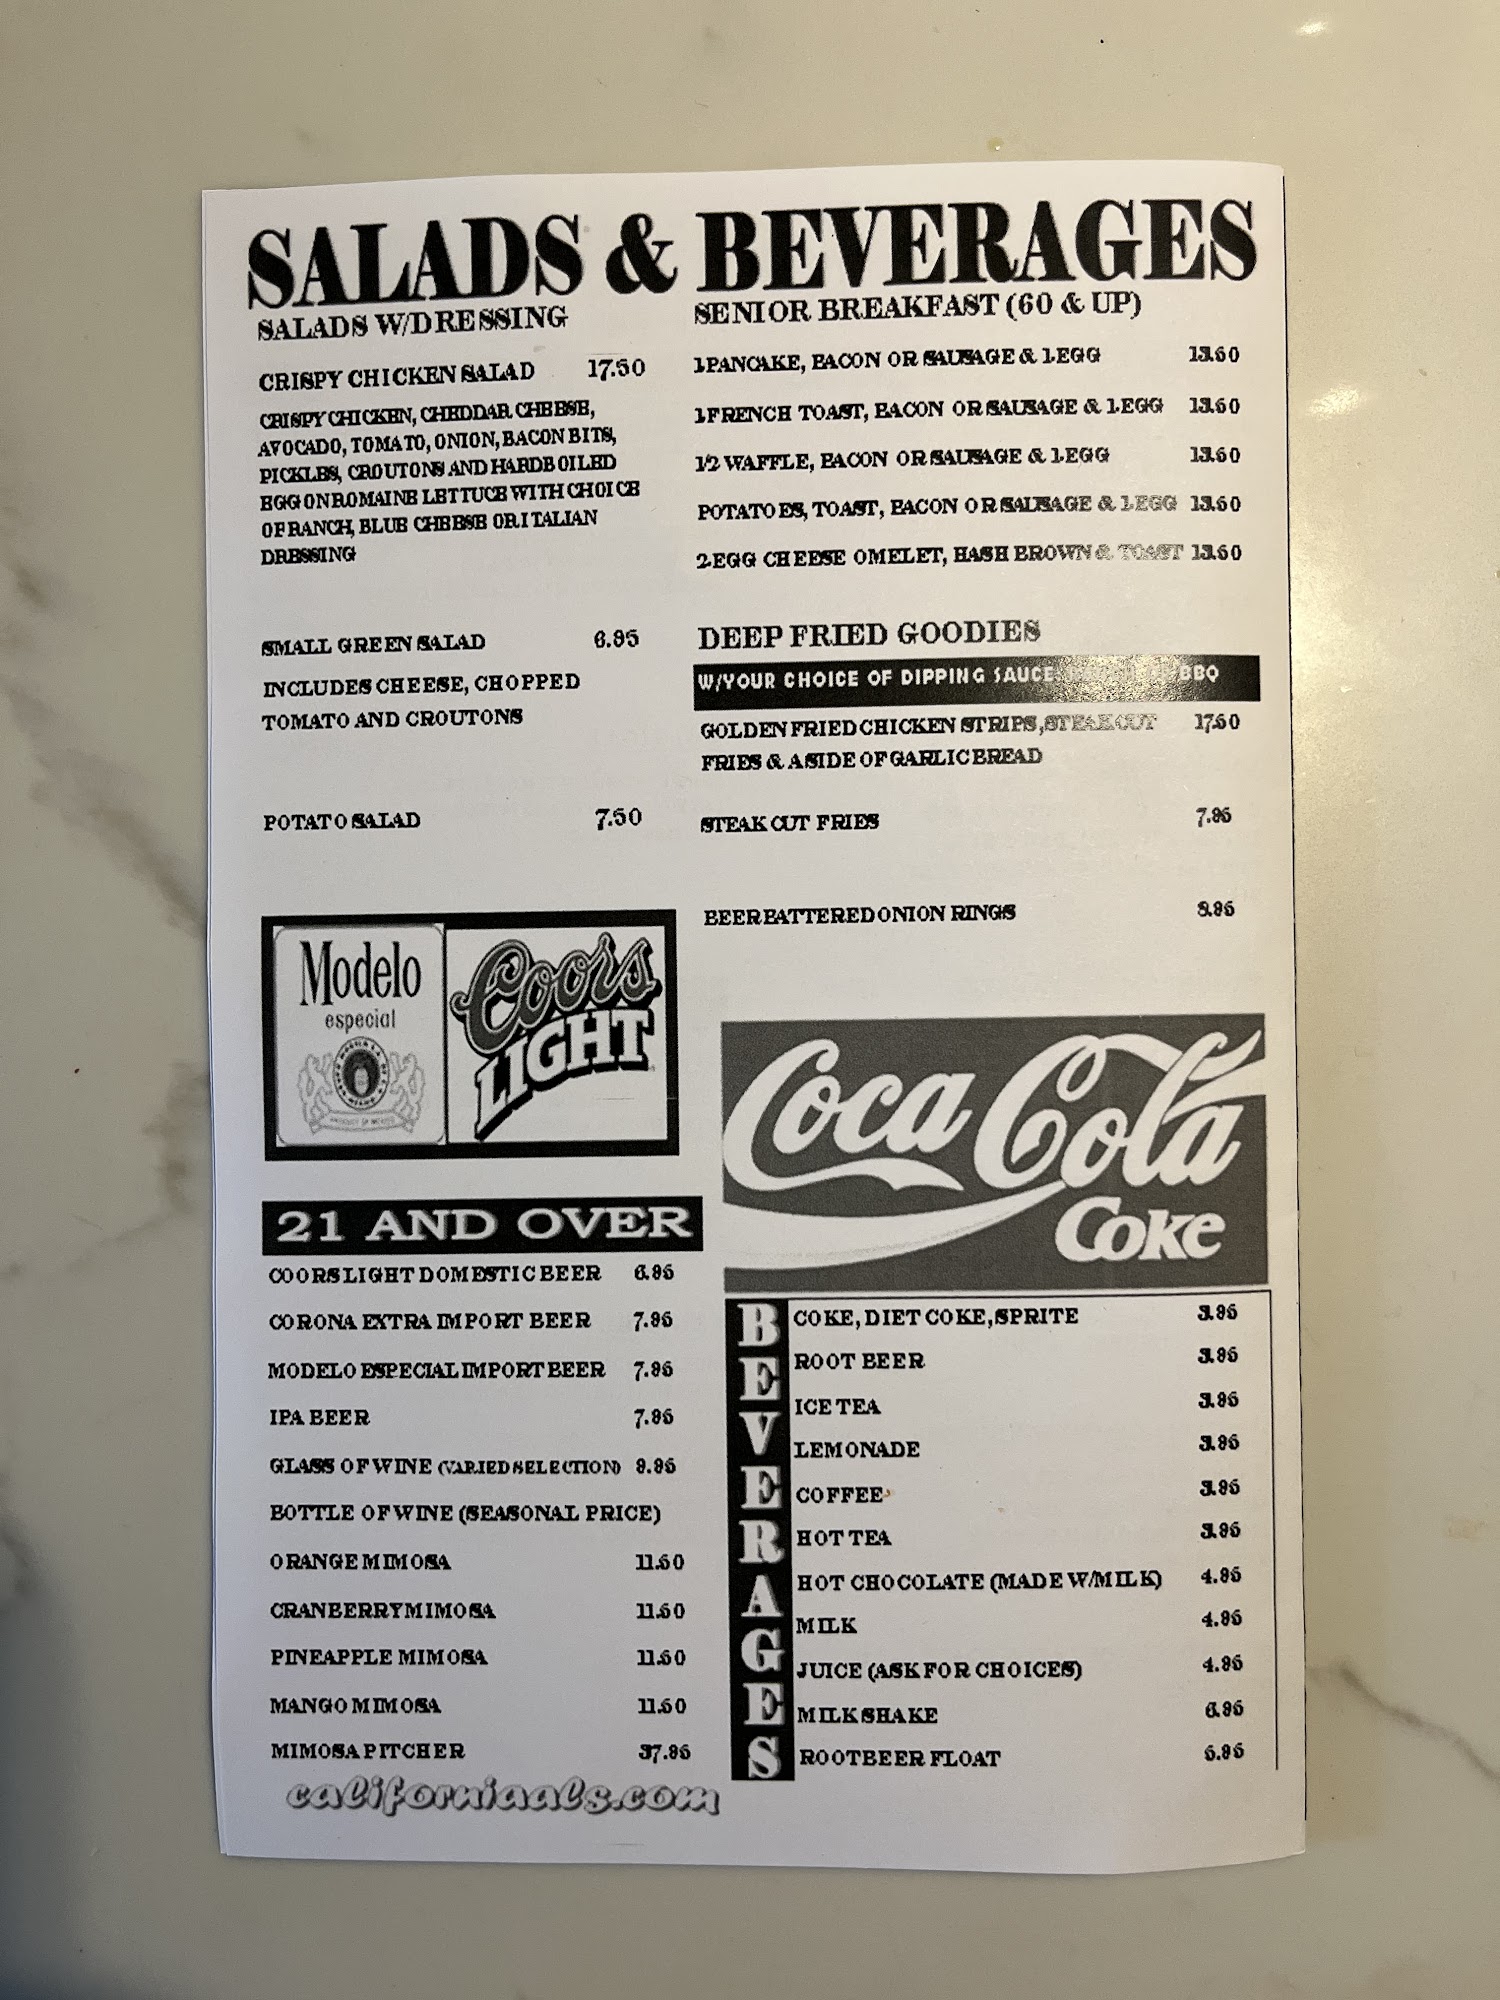 SALADS & BEVERAGES
SALADS W/DRESSING
CRISPY CHICKEN SALAD 17.50
CRISPY CHICKEN, CHEDDAR CHEESE,
AVOCADO, TOMATO, ONION, BACON BITS,
PICKLES, CROUTONS AND HARDBOILED
EGG ON ROMAINE LETTUCE WITH CHOICE
OF RANCH, BLUE CHEESE OR ITALIAN
DRESSING
SMALL GREEN SALAD 6.95
INCLUDES CHEESE, CHOPPED
TOMATO AND CROUTONS
POTATO SALAD 7.50
SENIOR BREAKFAST (60 & UP)
1 PANCAKE, BACON OR SAUSAGE & 1-EGG 13.50
1 FRENCH TOAST, BACON OR SAUSAGE & 1-EGG 13.50
1/2 WAFFLE, BACON OR SAUSAGE & 1-EGG 13.50
POTATOES, TOAST, BACON OR SAUSAGE & 1-EGG 13.50
2-EGG CHEESE OMELET, HASH BROWN & TOAST 13.50
DEEP FRIED GOODIES
W/YOUR CHOICE OF DIPPING SAUCE: BBQ
GOLDEN FRIED CHICKEN STRIPS, STEAK CUT 17.50
FRIES & A SIDE OF GARLIC BREAD
STEAK CUT FRIES 7.95
BEER BATTERED ONION RINGS
Modelo
especial
Coors
LIGHT
21 AND OVER
COORS LIGHT DOMESTIC BEER 6.95
CORONA EXTRA IMPORT BEER 7.95
MODELO ESPECIAL IMPORT BEER 7.95
IPA BEER 7.95
GLASS OF WINE (VARIED SELECTION)
BOTTLE OF WINE (SEASONAL PRICE)
ORANGE MIMOSA 11.50
CRANBERRY MIMOSA 11.50
PINEAPPLE MIMOSA 11.50
MANGO MIMOSA 11.50
MIMOSA PITCHER 37.95
californiaals.com
Coca Cola
Coke
BEVERAGES
COKE, DIET COKE, SPRITE 3.95
ROOT BEER 3.95
ICE TEA 3.95
LEMONADE 3.95
COFFEE 3.95
HOT TEA 3.95
HOT CHOCOLATE (MADE W/MILK) 4.95
MILK 4.95
JUICE (ASK FOR CHOICES) 4.95
MILKSHAKE 6.95
ROOTBEER FLOAT